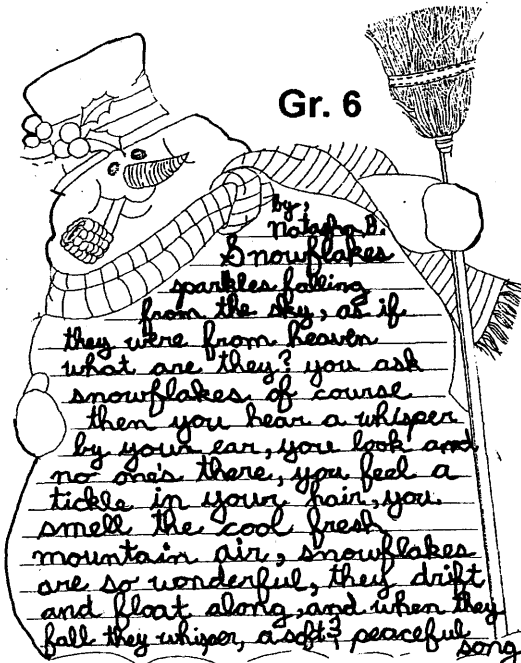 Gr. 6
by,
Natasha B.
Snowflakes
sparkles falling
from the sky, as if
they were from heaven
what are they? you ask
snowflakes of course
then you hear a whisper
by your ear, you look and
no one's there, you feel a
tickle in your hair, you
smell the cool fresh
mountain air, snowflakes
are so wonderful, they drift
and float along, and when they
fall they whisper, a soft & peaceful
song